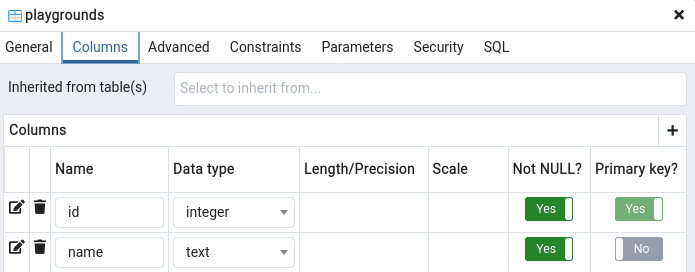 playgrounds
General Columns Advanced Constraints Parameters Security SQL
Inherited from table(s) Select to inherit from...
Columns
Name Data type Length/Precision Scale Not NULL? Primary key?
id integer Yes Yes
name text Yes No